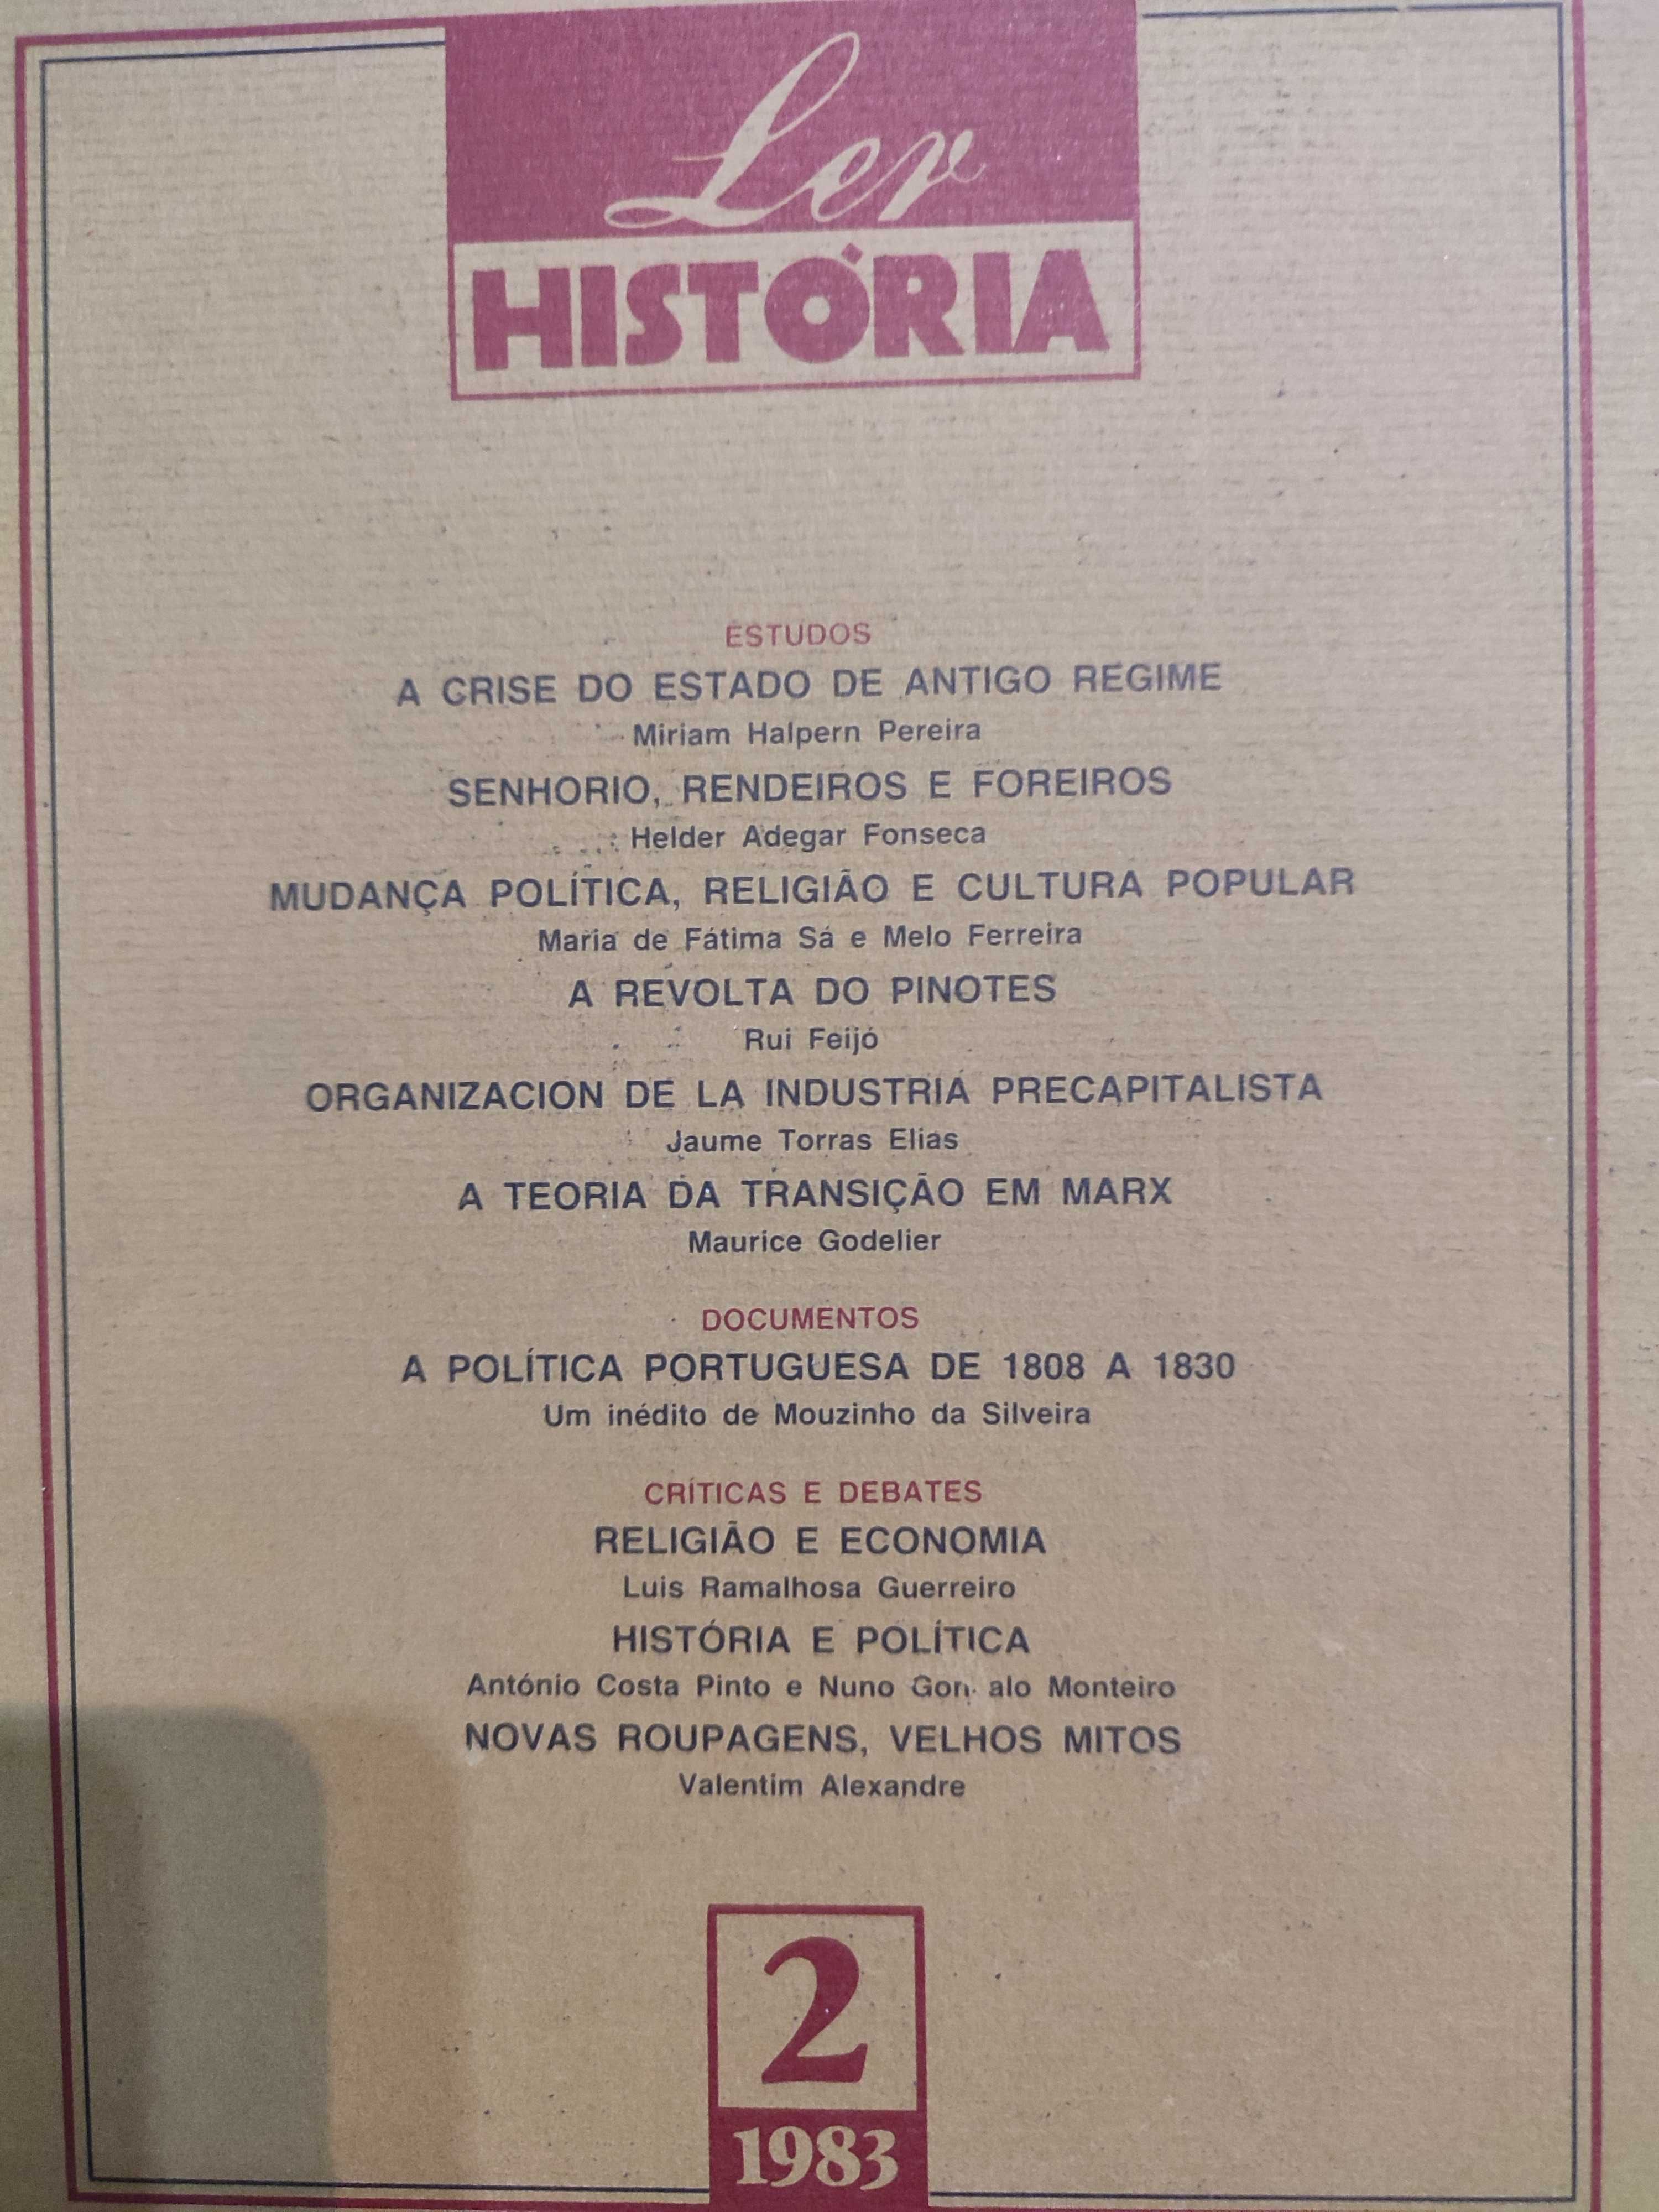 Ler
HISTÓRIA
ESTUDOS
A CRISE DO ESTADO DE ANTIGO REGIME
Miriam Halpern Pereira
SENHORIO, RENDEIROS E FOREIROS
Helder Adegar Fonseca
MUDANÇA POLÍTICA, RELIGIÃO E CULTURA POPULAR
Maria de Fátima Sá e Melo Ferreira
A REVOLTA DO PINOTES
Rui Feijó
ORGANIZACION DE LA INDUSTRIA PRECAPITALISTA
Jaume Torras Elias
A TEORIA DA TRANSIÇÃO EM MARX
Maurice Godelier
DOCUMENTOS
A POLÍTICA PORTUGUESA DE 1808 A 1830
Um inédito de Mouzinho da Silveira
CRÍTICAS E DEBATES
RELIGIÃO E ECONOMIA
Luis Ramalhosa Guerreiro
HISTÓRIA E POLÍTICA
António Costa Pinto e Nuno Gon alo Monteiro
NOVAS ROUPAGENS, VELHOS MITOS
Valentim Alexandre
2
1983